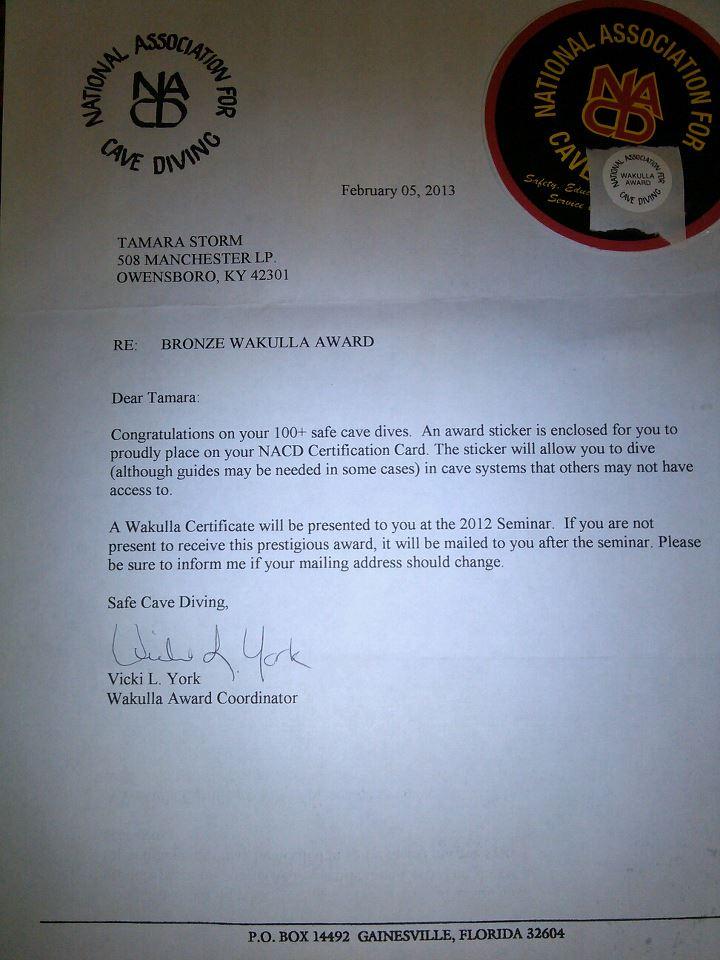 NATIONAL ASSOCIATION FOR
NACD
CAVE DIVING
NATIONAL ASSOCIATION FOR
NACD
CAVE
Safety, Edu
Service
NATIONAL ASSOCIATION FOR
WAKULLA
AWARD
CAVE DIVING
February 05, 2013
TAMARA STORM
508 MANCHESTER LP.
OWENSBORO, KY 42301
RE: BRONZE WAKULLA AWARD
Dear Tamara:
Congratulations on your 100+ safe cave dives. An award sticker is enclosed for you to
proudly place on your NACD Certification Card. The sticker will allow you to dive
(although guides may be needed in some cases) in cave systems that others may not have
access to.
A Wakulla Certificate will be presented to you at the 2012 Seminar. If you are not
present to receive this prestigious award, it will be mailed to you after the seminar. Please
be sure to inform me if your mailing address should change.
Safe Cave Diving,
Vicki L. York
Vicki L. York
Wakulla Award Coordinator
P.O. BOX 14492 GAINESVILLE, FLORIDA 32604